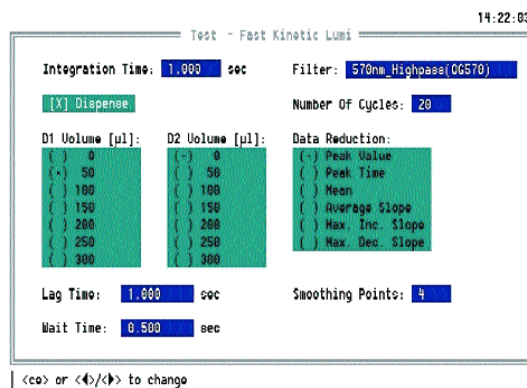 14:22:03
Test - Fast Kinetic Lumi
Integration Time: 1.000 sec Filter: 570nm_Highpass(OG570)
[X] Dispense Number Of Cycles: 20
D1 Volume [µl]: D2 Volume [µl]: Data Reduction:
( ) 0 (·) 0 (·) Peak Value
(·) 50 ( ) 50 ( ) Peak Time
( ) 100 ( ) 100 ( ) Mean
( ) 150 ( ) 150 ( ) Average Slope
( ) 200 ( ) 200 ( ) Max. Inc. Slope
( ) 250 ( ) 250 ( ) Max. Dec. Slope
( ) 300 ( ) 300
Lag Time: 1.000 sec Smoothing Points: 4
Wait Time: 0.500 sec
<ce> or <◀>/<▶> to change